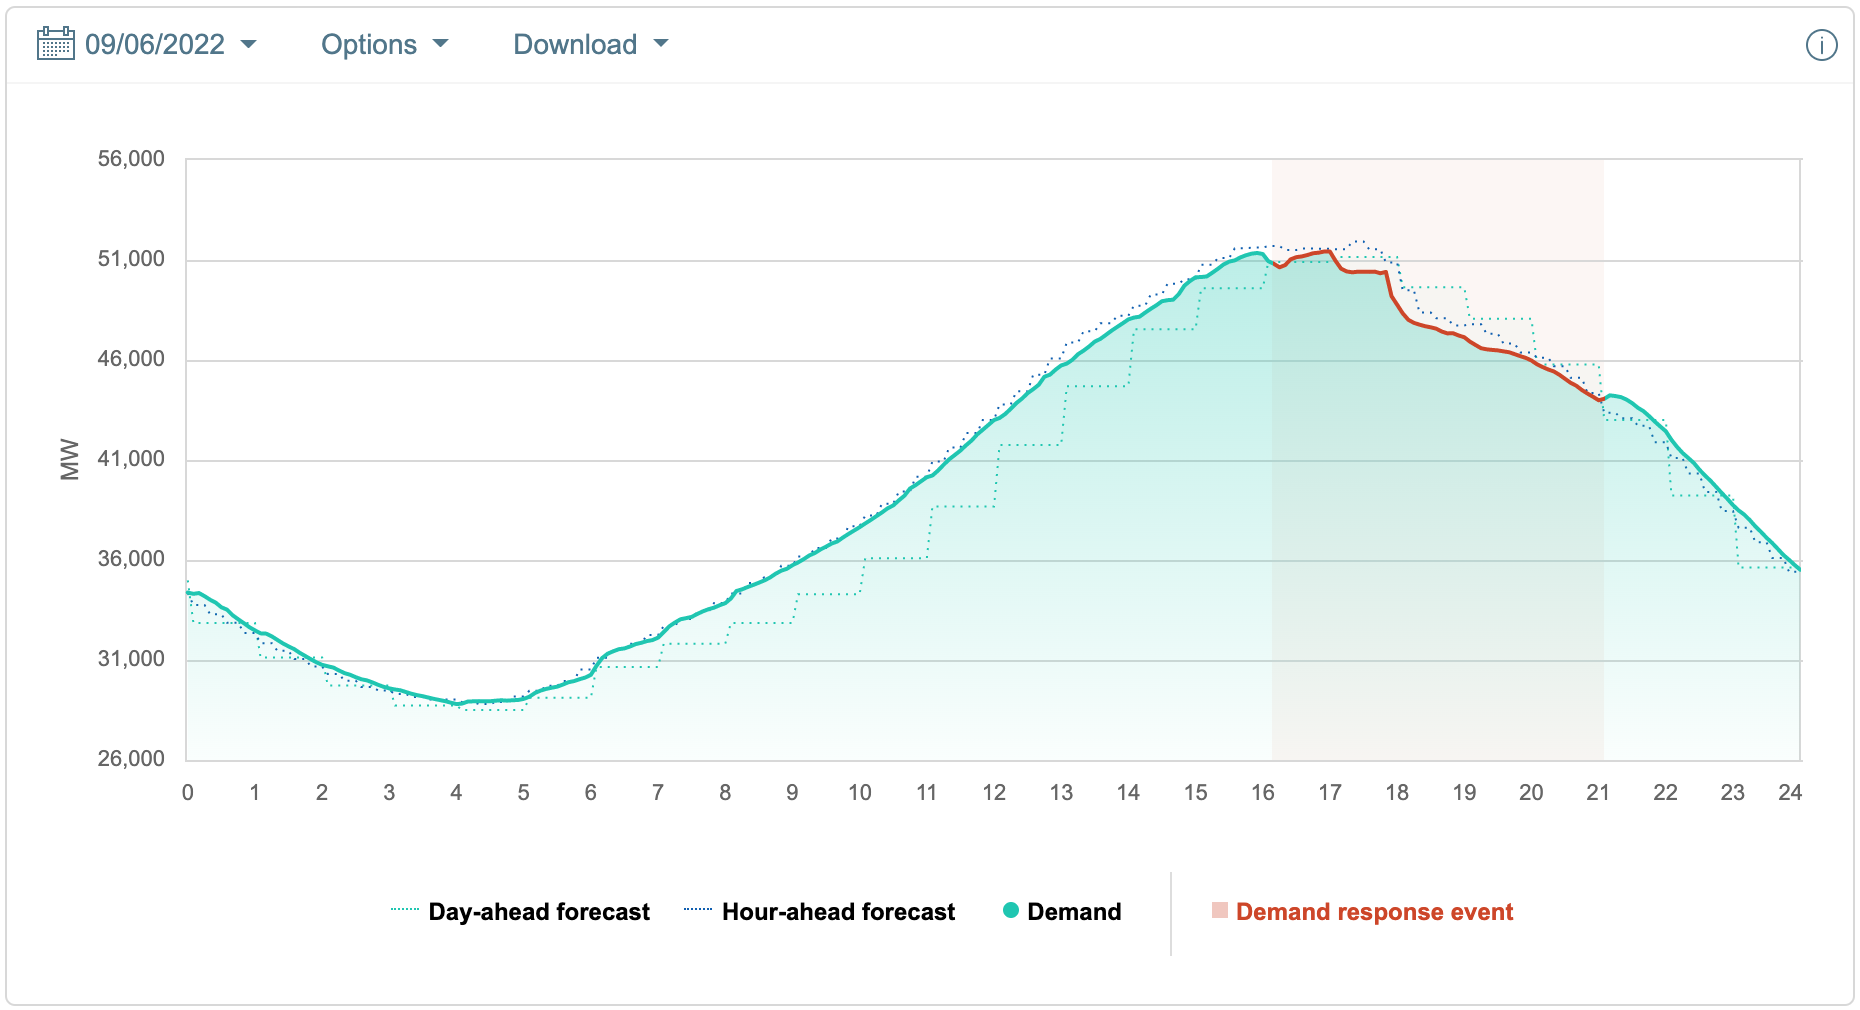 09/06/2022 Options Download
56,000
51,000
46,000
41,000
36,000
31,000
26,000
MW
0 1 2 3 4 5 6 7 8 9 10 11 12 13 14 15 16 17 18 19 20 21 22 23 24
Day-ahead forecast Hour-ahead forecast Demand Demand response event